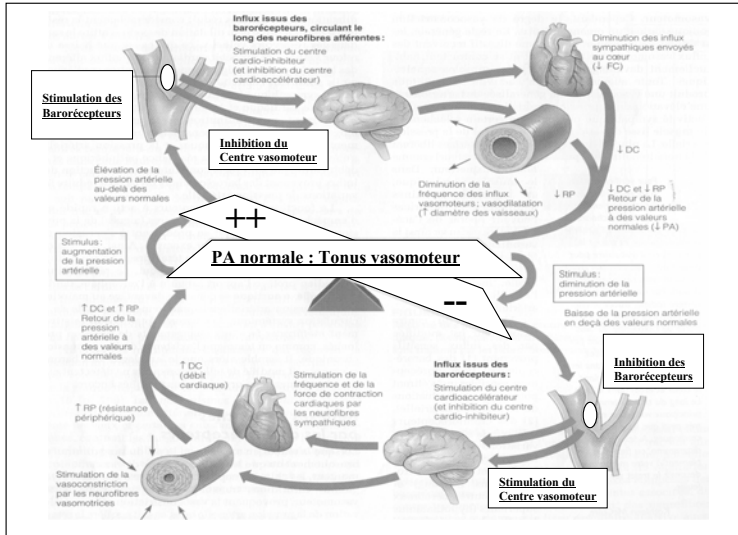 Influx issus des
barorécepteurs, circulant le
long des neurofibres afférentes :
Stimulation du centre
cardio-inhibiteur
(et inhibition du centre
cardioaccélérateur)
Diminution des influx
sympathiques envoyés
au cœur
(↓ FC)
Stimulation des
Barorécepteurs
Inhibition du
Centre vasomoteur
Élévation de la
pression artérielle
au-delà des
valeurs normales
Diminution de la
fréquence des influx
vasomoteurs ; vasodilatation
(↑ diamètre des vaisseaux)
↓ DC
↓ RP
↓ DC et ↓ RP
Retour de la
pression artérielle
à des valeurs
normales (↓ PA)
++
Stimulus :
augmentation
de la pression
artérielle
PA normale : Tonus vasomoteur
--
Stimulus :
diminution de
la pression
artérielle
Baisse de la pression artérielle
en deçà des valeurs normales
↑ DC et ↑ RP
Retour de la
pression
artérielle à
des valeurs
normales
↑ DC
(débit
cardiaque)
Stimulation de la
fréquence et de la
force de contraction
cardiaques par
les neurofibres
sympathiques
Influx issus des
barorécepteurs :
Stimulation du centre
cardioaccélérateur
(et inhibition du centre
cardio-inhibiteur)
Inhibition des
Barorécepteurs
↑ RP (résistance
périphérique)
Stimulation de la
vasoconstriction
par les neurofibres
vasomotrices
Stimulation du
Centre vasomoteur